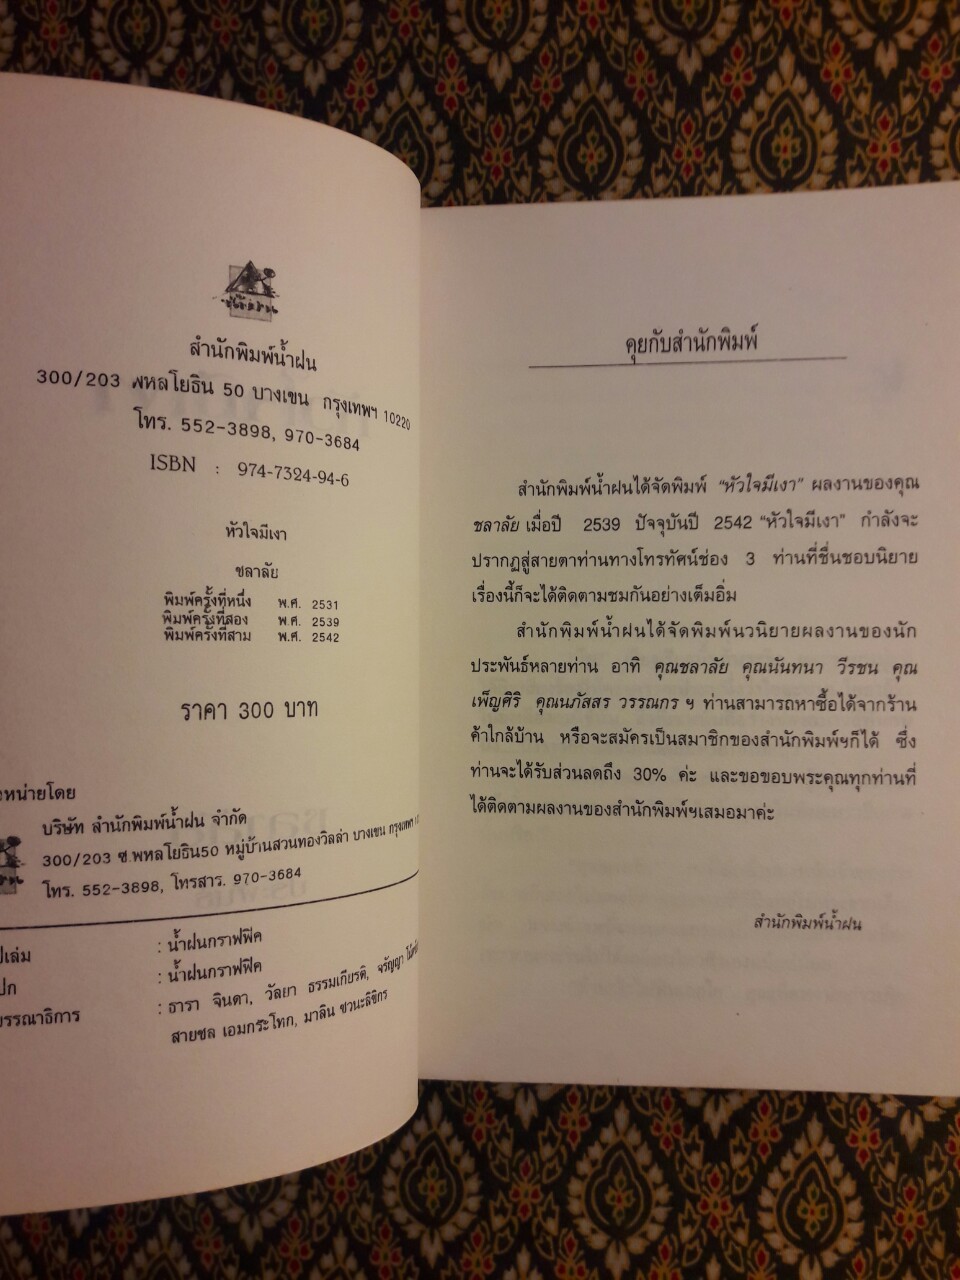 สำนักพิมพ์น้ำฝน
300/203 พหลโยธิน 50 บางเขน กรุงเทพฯ 10220
โทร. 552-3898, 970-3684
ISBN : 974-7324-94-6
หัวใจมีเงา
ชลาลัย
พิมพ์ครั้งที่หนึ่ง พ.ศ. 2531
พิมพ์ครั้งที่สอง พ.ศ. 2539
พิมพ์ครั้งที่สาม พ.ศ. 2542
ราคา 300 บาท
หน่ายโดย
บริษัท สำนักพิมพ์น้ำฝน จำกัด
300/203 ซ.พหลโยธิน50 หมู่บ้านสวนทองวิลล่า บางเขน กรุงเทพฯ
โทร. 552-3898, โทรสาร. 970-3684
ปเล่ม : น้ำฝนกราฟฟิค
ปก : น้ำฝนกราฟฟิค
บรรณาธิการ : ธารา จินดา, วัลยา ธรรมเกียรติ, จรัญญา
สายชล เอมกระโทก, มาลิน ชวนะลิขิกร
คุยกับสำนักพิมพ์
สำนักพิมพ์น้ำฝนได้จัดพิมพ์ "หัวใจมีเงา" ผลงานของคุณ
ชลาลัย เมื่อปี 2539 ปัจจุบันปี 2542 "หัวใจมีเงา" กำลังจะ
ปรากฏสู่สายตาท่านทางโทรทัศน์ช่อง 3 ท่านที่ชื่นชอบนิยาย
เรื่องนี้ก็จะได้ติดตามชมกันอย่างเต็มอิ่ม
สำนักพิมพ์น้ำฝนได้จัดพิมพ์นวนิยายผลงานของนัก
ประพันธ์หลายท่าน อาทิ คุณชลาลัย คุณนันทนา วีรชน คุณ
เพ็ญศิริ คุณนภัสสร วรรณกร ฯ ท่านสามารถหาซื้อได้จากร้าน
ค้าใกล้บ้าน หรือจะสมัครเป็นสมาชิกของสำนักพิมพ์ฯก็ได้ ซึ่ง
ท่านจะได้รับส่วนลดถึง 30% ค่ะ และขอขอบพระคุณทุกท่านที่
ได้ติดตามผลงานของสำนักพิมพ์ฯเสมอมาค่ะ
สำนักพิมพ์น้ำฝน